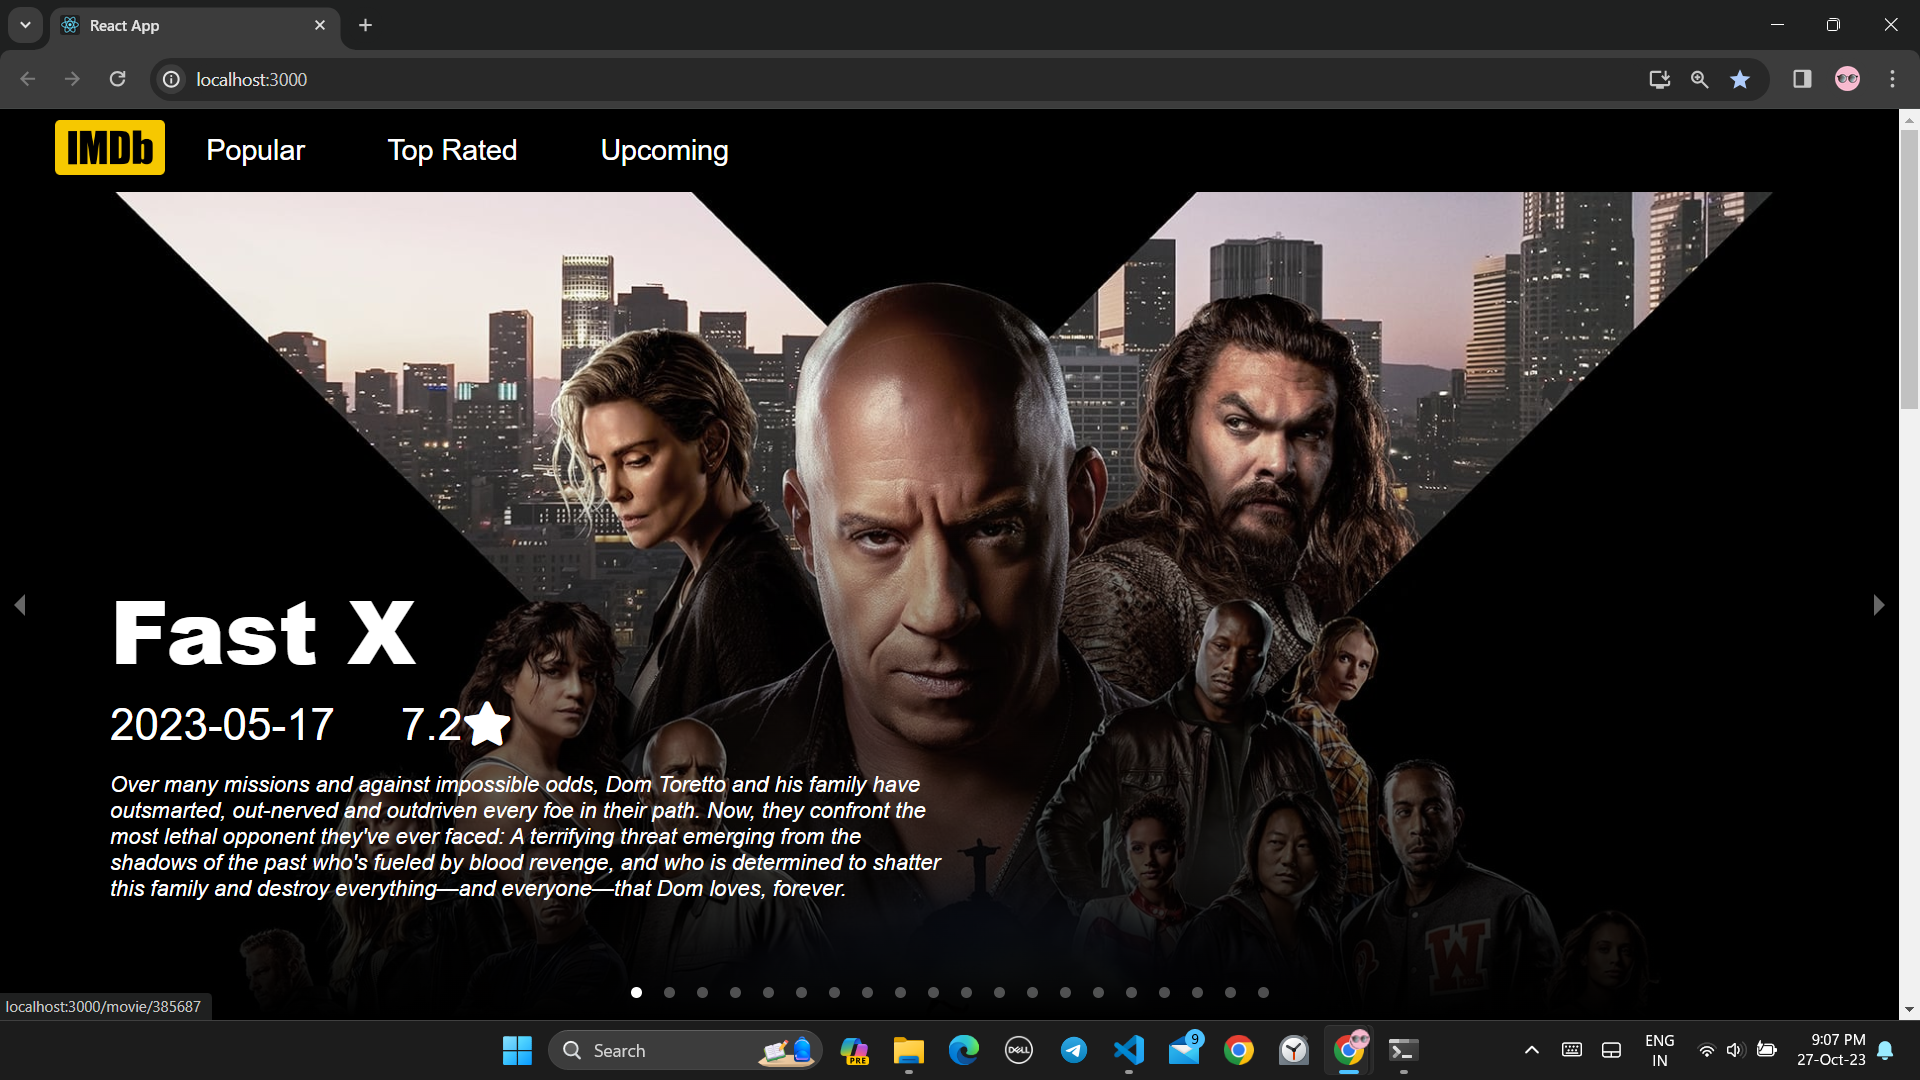 React App
localhost:3000
IMDb Popular Top Rated Upcoming
Fast X
2023-05-17 7.2
Over many missions and against impossible odds, Dom Toretto and his family have
outsmarted, out-nerved and outdriven every foe in their path. Now, they confront the
most lethal opponent they've ever faced: A terrifying threat emerging from the
shadows of the past who's fueled by blood revenge, and who is determined to shatter
this family and destroy everything—and everyone—that Dom loves, forever.
W
localhost:3000/movie/385687
Search
PRE
DELL
9
ENG
IN
9:07 PM
27-Oct-23